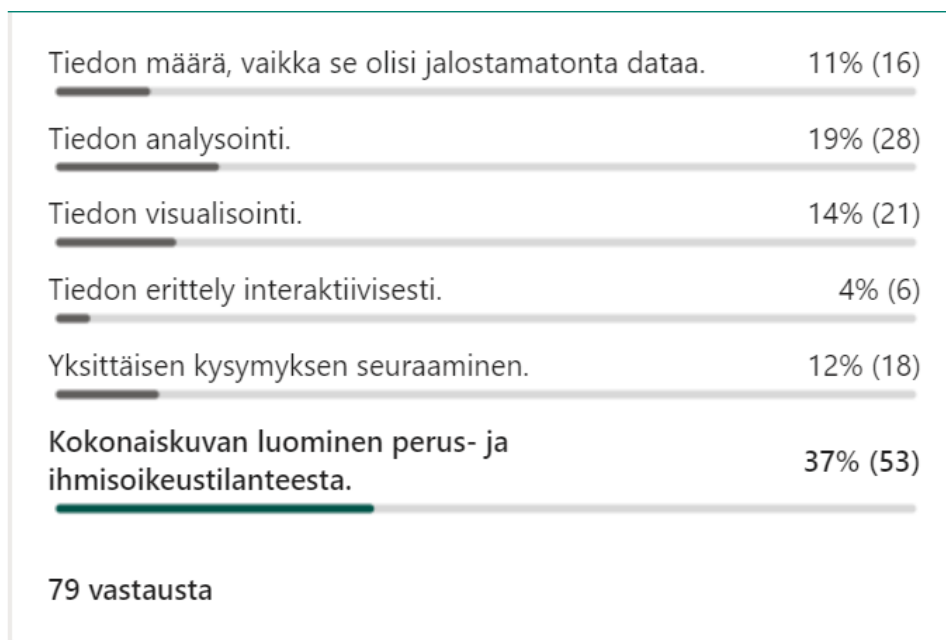 Tiedon määrä, vaikka se olisi jalostamatonta dataa. 11% (16)
Tiedon analysointi. 19% (28)
Tiedon visualisointi. 14% (21)
Tiedon erittely interaktiivisesti. 4% (6)
Yksittäisen kysymyksen seuraaminen. 12% (18)
Kokonaiskuvan luominen perus- ja
ihmisoikeustilanteesta. 37% (53)
79 vastausta